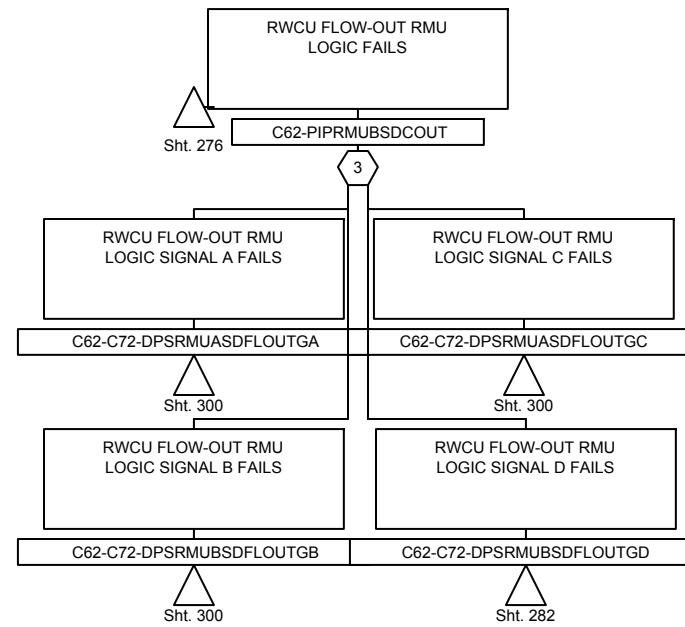 RWCU FLOW-OUT RMU
LOGIC FAILS
Sht. 276
C62-PIPRMUBSDCOUT
3
RWCU FLOW-OUT RMU
LOGIC SIGNAL A FAILS
RWCU FLOW-OUT RMU
LOGIC SIGNAL C FAILS
C62-C72-DPSRMUASDFLOUTGA
C62-C72-DPSRMUASDFLOUTGC
Sht. 300
Sht. 300
RWCU FLOW-OUT RMU
LOGIC SIGNAL B FAILS
RWCU FLOW-OUT RMU
LOGIC SIGNAL D FAILS
C62-C72-DPSRMUBSDFLOUTGB
C62-C72-DPSRMUBSDFLOUTGD
Sht. 300
Sht. 282